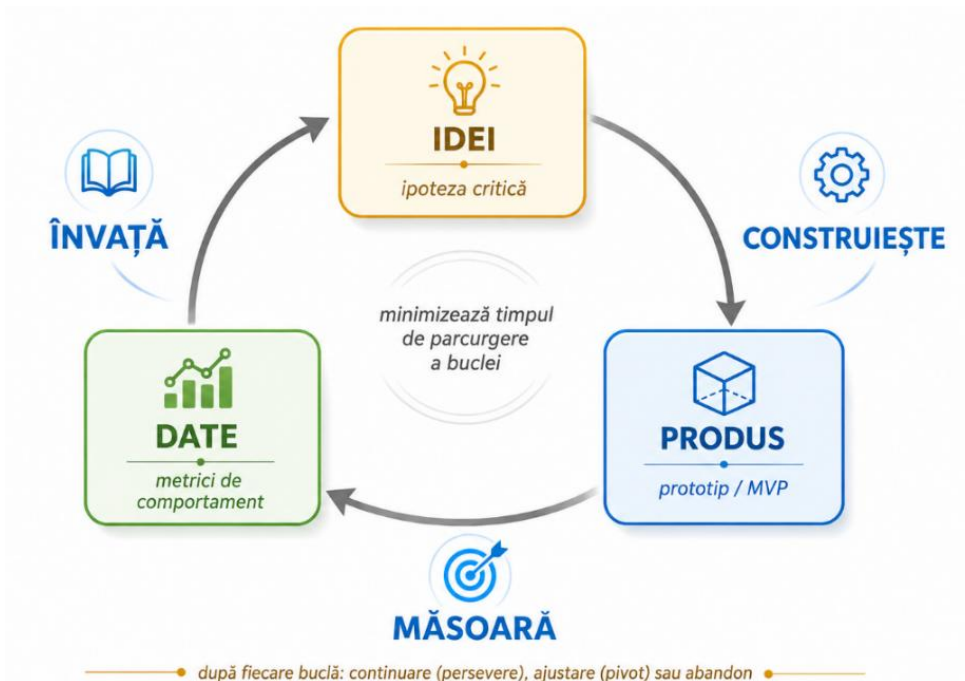 IDEI
ipoteza critică
ÎNVAȚĂ
CONSTRUIEȘTE
minimizează timpul
de parcurgere
a buclei
DATE
metrici de
comportament
PRODUS
prototip / MVP
MĂSOARĂ
după fiecare buclă: continuare (persevere), ajustare (pivot) sau abandon